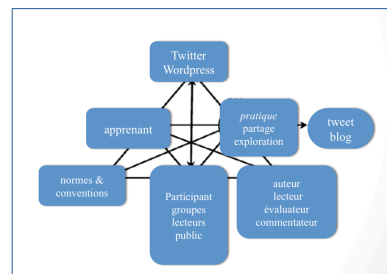 Twitter
Wordpress
apprenant
pratique
partage
exploration
tweet
blog
normes &
conventions
Participant
groupes
lecteurs
public
auteur
lecteur
évaluateur
commentateur